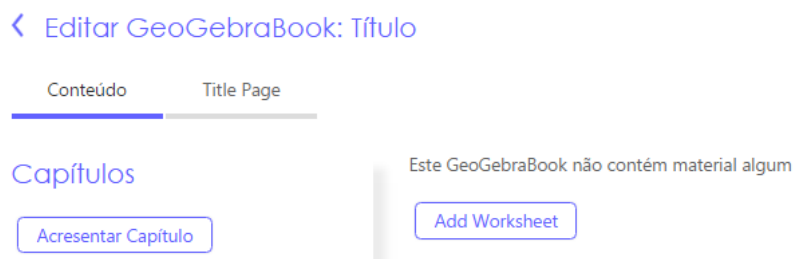 Editar GeoGebraBook: Título
Conteúdo Title Page
Capítulos
Acresentar Capítulo
Este GeoGebraBook não contém material algum
Add Worksheet